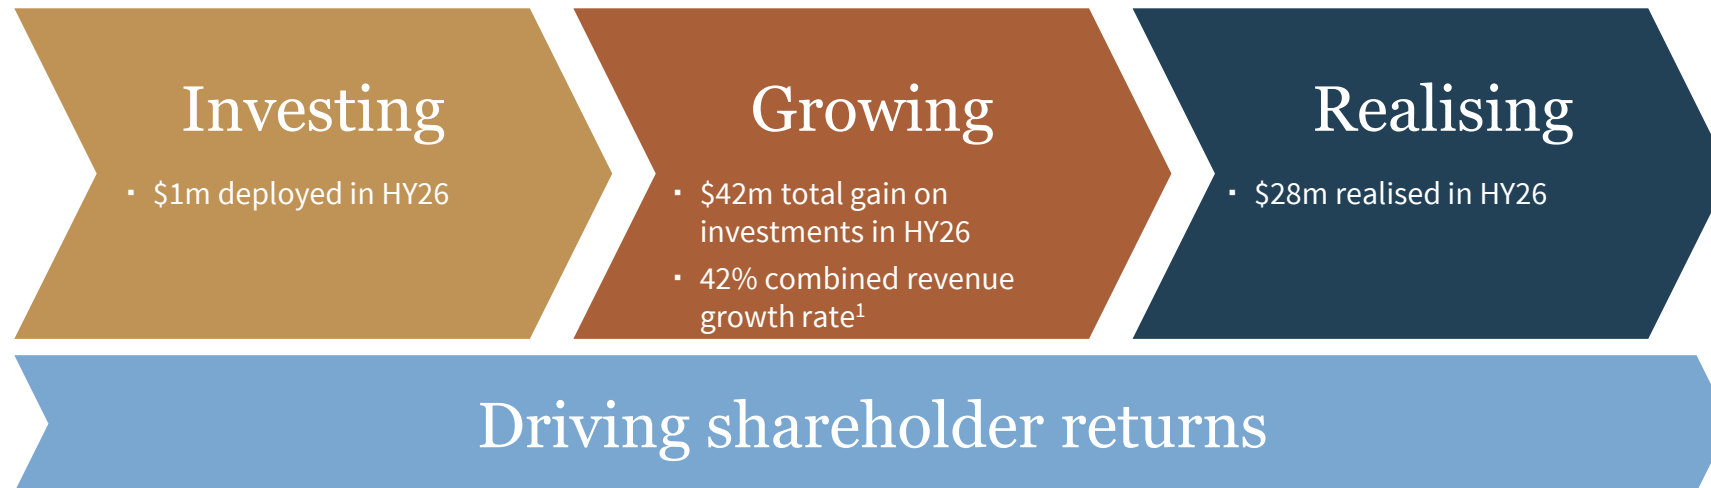 Investing
▪ $1m deployed in HY26
Growing
▪ $42m total gain on
investments in HY26
▪ 42% combined revenue
growth rate¹
Realising
▪ $28m realised in HY26
Driving shareholder returns